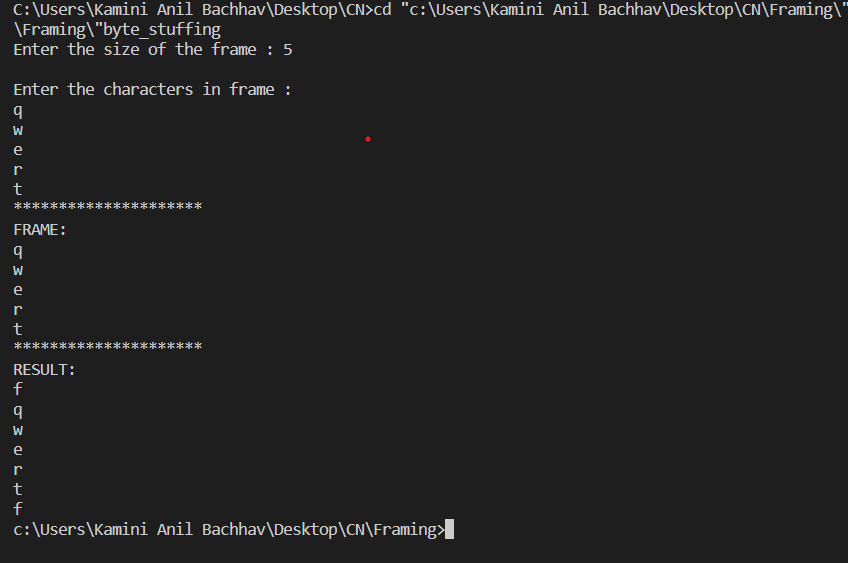 C:\Users\Kamini Anil Bachhav\Desktop\CN>cd "c:\Users\Kamini Anil Bachhav\Desktop\CN\Framing\"
\Framing\"byte_stuffing
Enter the size of the frame : 5
Enter the characters in frame :
q
w
e
r
t
*********************
FRAME:
q
w
e
r
t
*********************
RESULT:
f
q
w
e
r
t
f
c:\Users\Kamini Anil Bachhav\Desktop\CN\Framing>